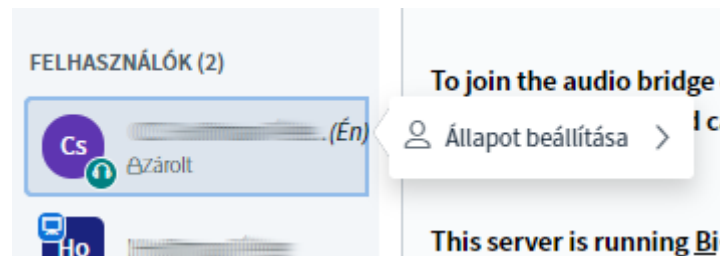 FELHASZNÁLÓK (2)
Cs
(Én)
Zárolt
Ho
Állapot beállítása
To join the audio bridge
This server is running Bi